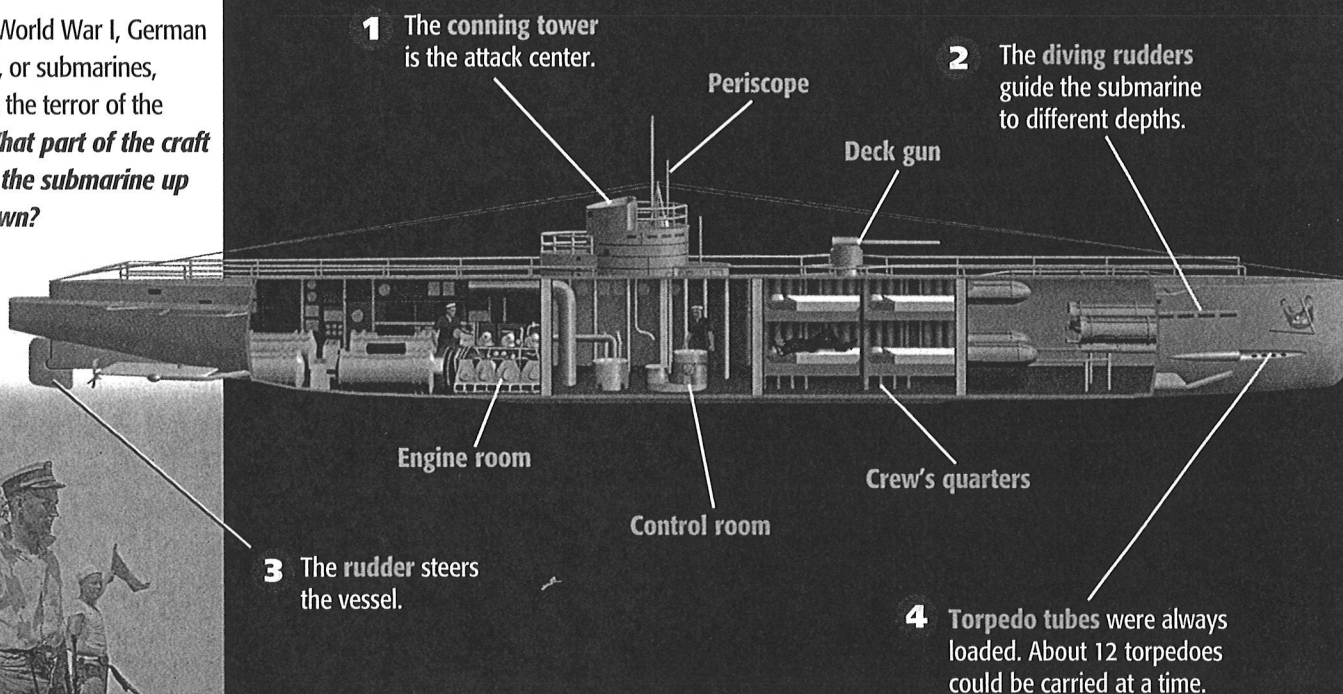 World War I, German
, or submarines,
the terror of the
hat part of the craft
the submarine up
wn?
1 The conning tower
is the attack center.
Periscope
2 The diving rudders
guide the submarine
to different depths.
Deck gun
Engine room
Control room
Crew's quarters
3 The rudder steers
the vessel.
4 Torpedo tubes were always
loaded. About 12 torpedoes
could be carried at a time.